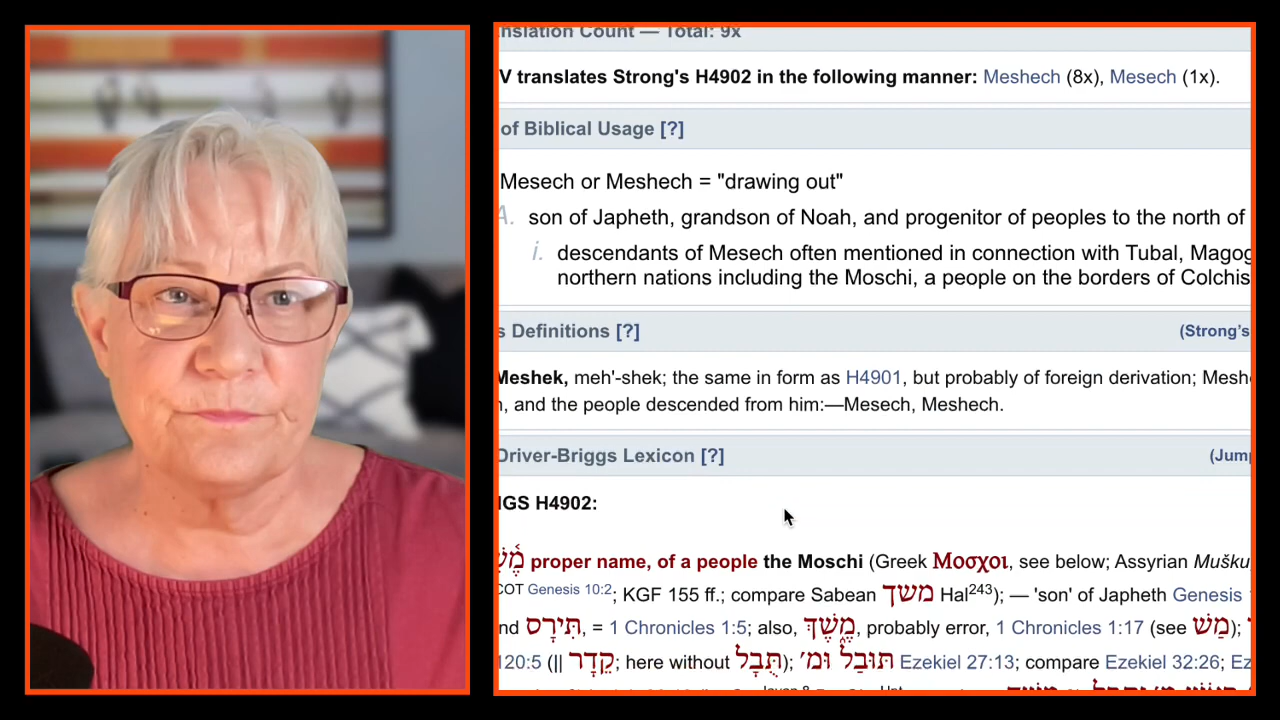 nslation Count — Total: 9x
V translates Strong's H4902 in the following manner: Meshech (8x), Mesech (1x).
of Biblical Usage [?]
Mesech or Meshech = "drawing out"
A. son of Japheth, grandson of Noah, and progenitor of peoples to the north of
i. descendants of Mesech often mentioned in connection with Tubal, Magog
northern nations including the Moschi, a people on the borders of Colchis
s Definitions [?] (Strong's
Meshek, meh'-shek; the same in form as H4901, but probably of foreign derivation; Mesh
, and the people descended from him:—Mesech, Meshech.
Driver-Briggs Lexicon [?] (Jum
GS H4902:
proper name, of a people the Moschi (Greek Μοσχοι, see below; Assyrian Mušku
COT Genesis 10:2; KGF 155 ff.; compare Sabean משך Hal243); — 'son' of Japheth Genesis
nd תִּירָס, = 1 Chronicles 1:5; also, מֶשֶׁךְ, probably error, 1 Chronicles 1:17 (see מַשׁ);
120:5 (|| קֵדָר; here without תֻּבָל); תּוּבַל וּמ׳ Ezekiel 27:13; compare Ezekiel 32:26; Ez